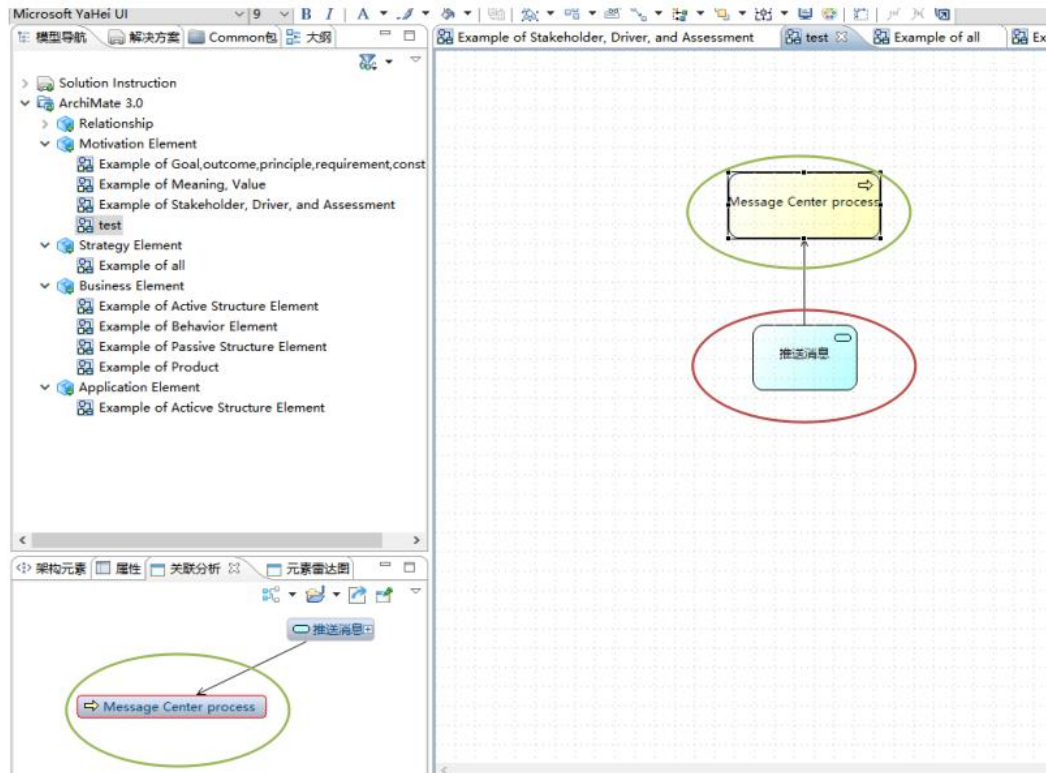 Microsoft YaHei UI 9 B I A
模型导航 解决方案 Common包 大纲
Example of Stakeholder, Driver, and Assessment test Example of all Ex
Solution Instruction
ArchiMate 3.0
Relationship
Motivation Element
Example of Goal,outcome,principle,requirement,const
Example of Meaning, Value
Example of Stakeholder, Driver, and Assessment
test
Strategy Element
Example of all
Business Element
Example of Active Structure Element
Example of Behavior Element
Example of Passive Structure Element
Example of Product
Application Element
Example of Acticve Structure Element
Message Center process
推送消息
架构元素 属性 关联分析 元素雷达图
推送消息
Message Center process